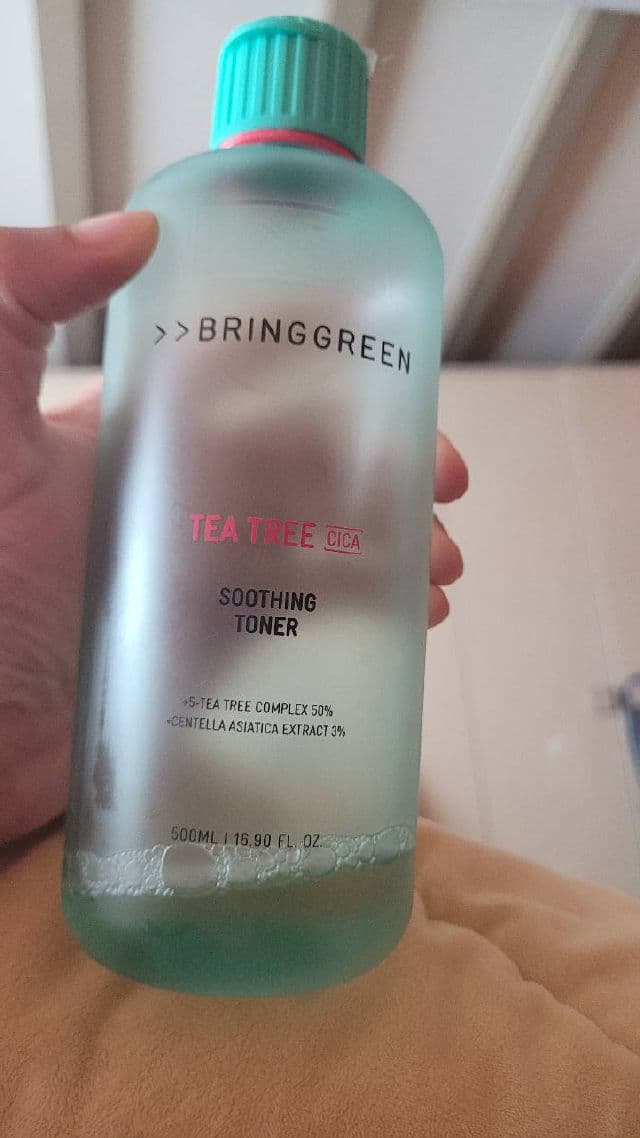 >>BRINGGREEN
TEA TREE CICA
SOOTHING
TONER
+5-TEA TREE COMPLEX 50%
+CENTELLA ASIATICA EXTRACT 3%
500ML | 16.90 FL. OZ.